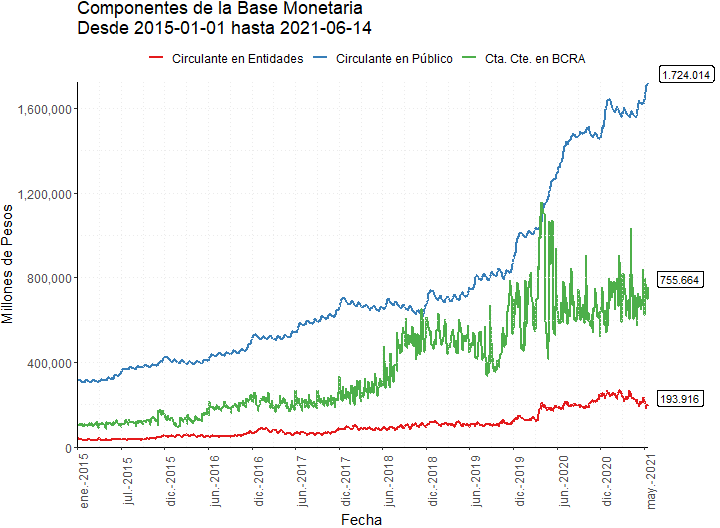 Componentes de la Base Monetaria
Desde 2015-01-01 hasta 2021-06-14
Circulante en Entidades Circulante en Público Cta. Cte. en BCRA
Millones de Pesos
1,600,000
1,200,000
800,000
400,000
0
1.724.014
755.664
193.916
ene.-2015
jul.-2015
dic.-2015
jun.-2016
dic.-2016
jun.-2017
dic.-2017
jun.-2018
dic.-2018
jun.-2019
dic.-2019
jun.-2020
dic.-2020
may.-2021
Fecha